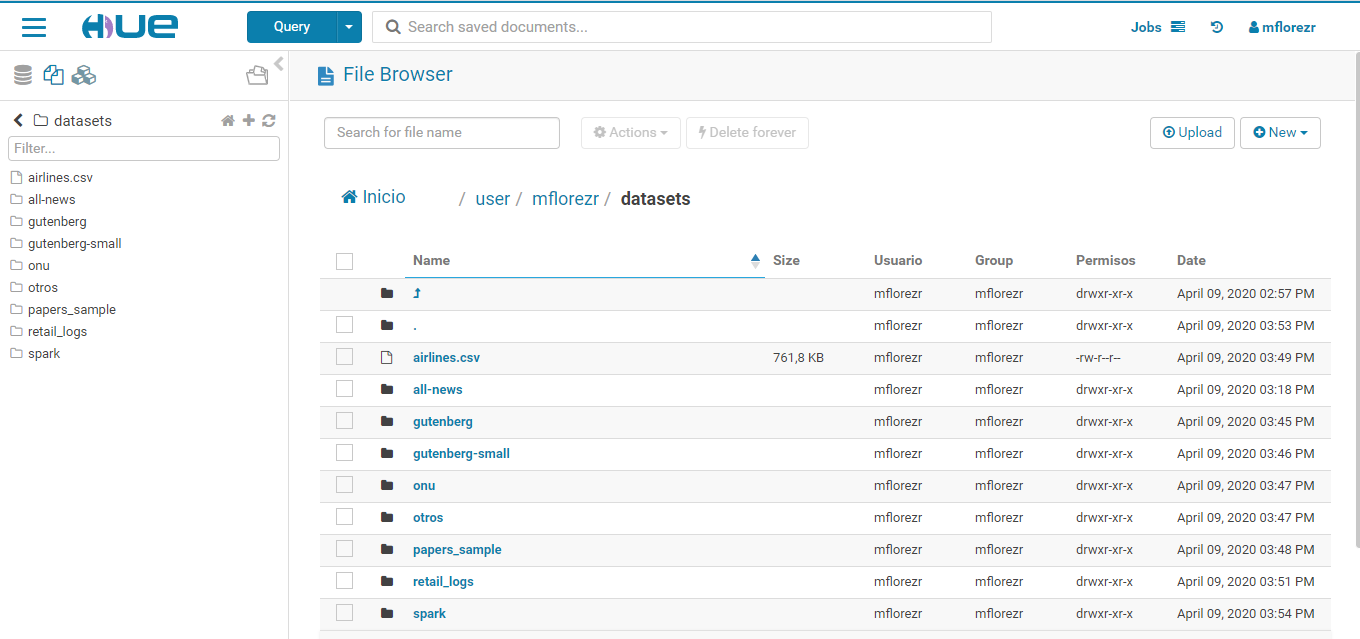 HUE Query Search saved documents... Jobs mflorezr
File Browser
datasets
Filter...
airlines.csv
all-news
gutenberg
gutenberg-small
onu
otros
papers_sample
retail_logs
spark
Search for file name Actions Delete forever Upload New
Inicio / user / mflorezr / datasets
Name Size Usuario Group Permisos Date
mflorezr mflorezr drwxr-xr-x April 09, 2020 02:57 PM
. mflorezr mflorezr drwxr-xr-x April 09, 2020 03:53 PM
airlines.csv 761,8 KB mflorezr mflorezr -rw-r--r-- April 09, 2020 03:49 PM
all-news mflorezr mflorezr drwxr-xr-x April 09, 2020 03:18 PM
gutenberg mflorezr mflorezr drwxr-xr-x April 09, 2020 03:45 PM
gutenberg-small mflorezr mflorezr drwxr-xr-x April 09, 2020 03:46 PM
onu mflorezr mflorezr drwxr-xr-x April 09, 2020 03:47 PM
otros mflorezr mflorezr drwxr-xr-x April 09, 2020 03:47 PM
papers_sample mflorezr mflorezr drwxr-xr-x April 09, 2020 03:48 PM
retail_logs mflorezr mflorezr drwxr-xr-x April 09, 2020 03:51 PM
spark mflorezr mflorezr drwxr-xr-x April 09, 2020 03:54 PM